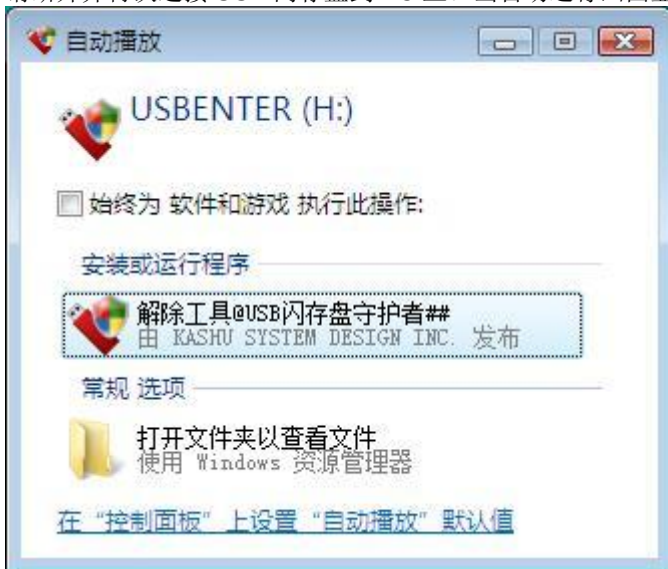 自动播放
USBENTER (H:)
始终为 软件和游戏 执行此操作:
安装或运行程序
解除工具@USB闪存盘守护者##
由 KASHU SYSTEM DESIGN INC. 发布
常规 选项
打开文件夹以查看文件
使用 Windows 资源管理器
在 “控制面板” 上设置 “自动播放” 默认值